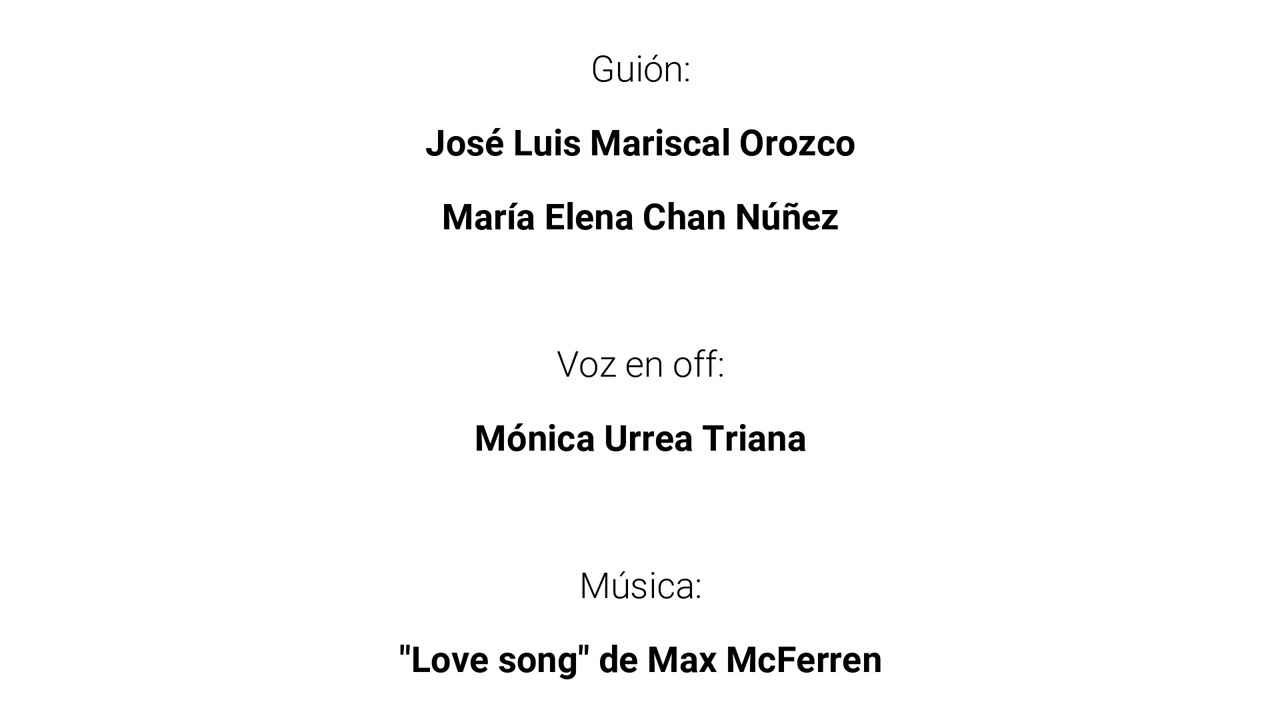 Guión:
José Luis Mariscal Orozco
María Elena Chan Núñez
Voz en off:
Mónica Urrea Triana
Música:
"Love song" de Max McFerren